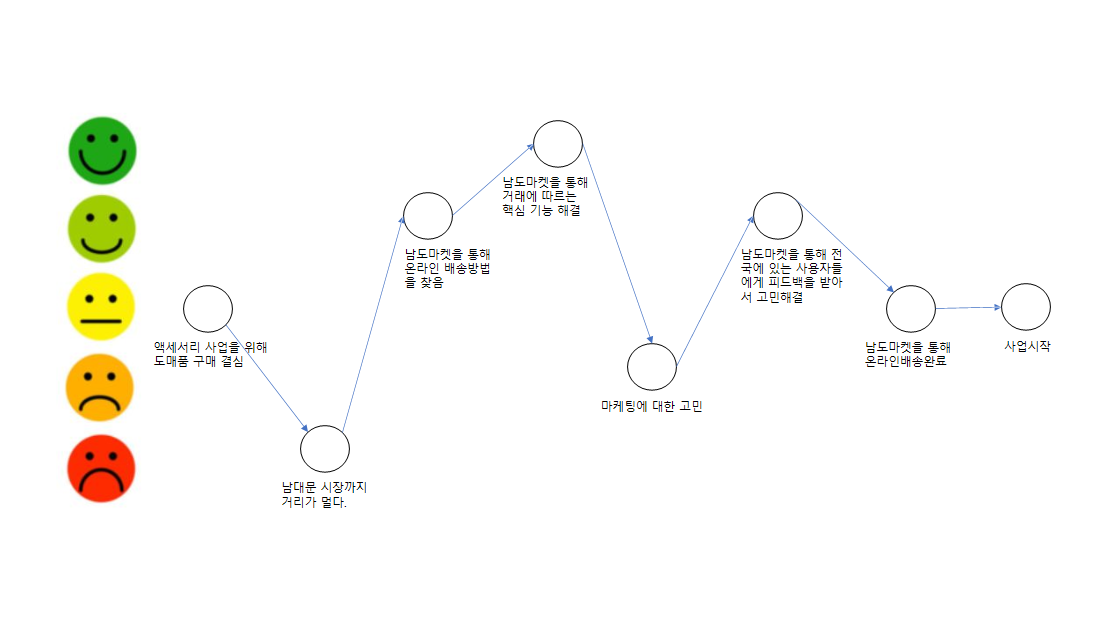 액세서리 사업을 위해
도매품 구매 결심
남대문 시장까지
거리가 멀다.
남도마켓을 통해
온라인 배송방법
을 찾음
남도마켓을 통해
거래에 따르는
핵심 기능 해결
마케팅에 대한 고민
남도마켓을 통해 전
국에 있는 사용자들
에게 피드백을 받아
서 고민해결
남도마켓을 통해
온라인배송완료
사업시작